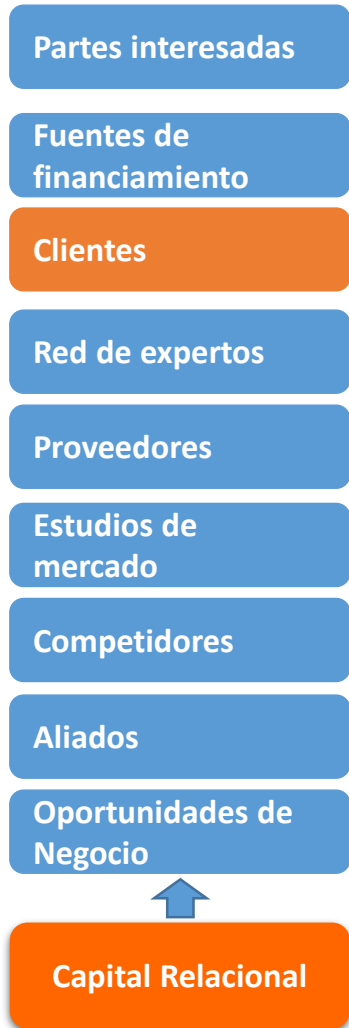 Partes interesadas
Fuentes de
financiamiento
Clientes
Red de expertos
Proveedores
Estudios de
mercado
Competidores
Aliados
Oportunidades de
Negocio
Capital Relacional